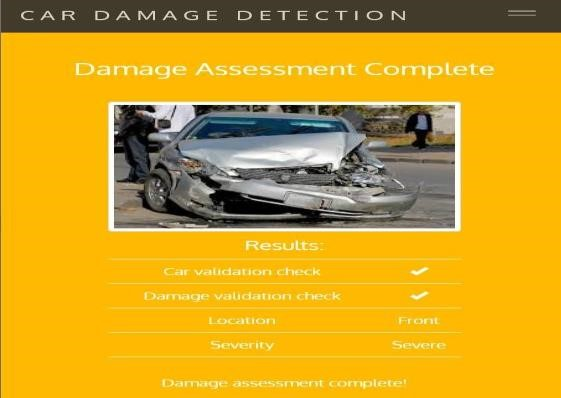 CAR DAMAGE DETECTION
Damage Assessment Complete
Results:
Car validation check ✔
Damage validation check ✔
Location Front
Severity Severe
Damage assessment complete!